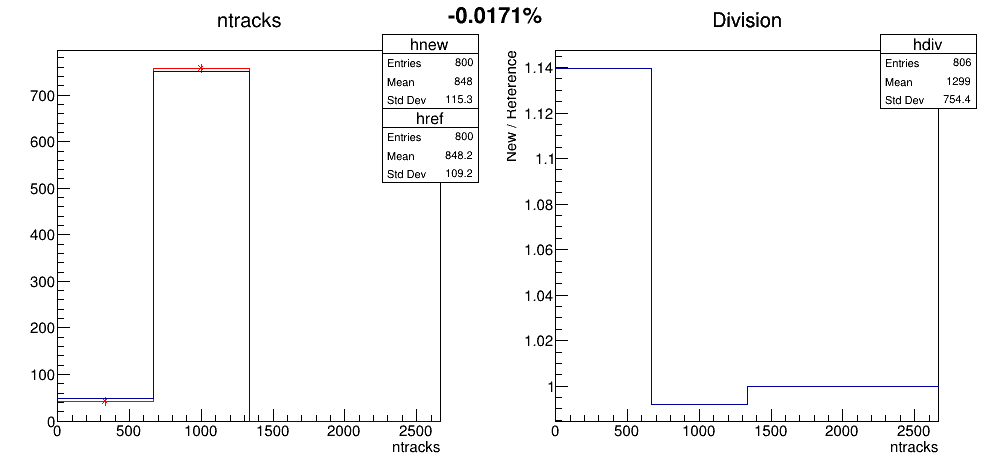 -0.0171%
ntracks
hnew
Entries 800
Mean 848
Std Dev 115.3
href
Entries 800
Mean 848.2
Std Dev 109.2
700
600
500
400
300
200
100
0
0 500 1000 1500 2000 2500
ntracks
Division
hdiv
Entries 806
Mean 1299
Std Dev 754.4
New / Reference
1.14
1.12
1.1
1.08
1.06
1.04
1.02
1
0 500 1000 1500 2000 2500
ntracks